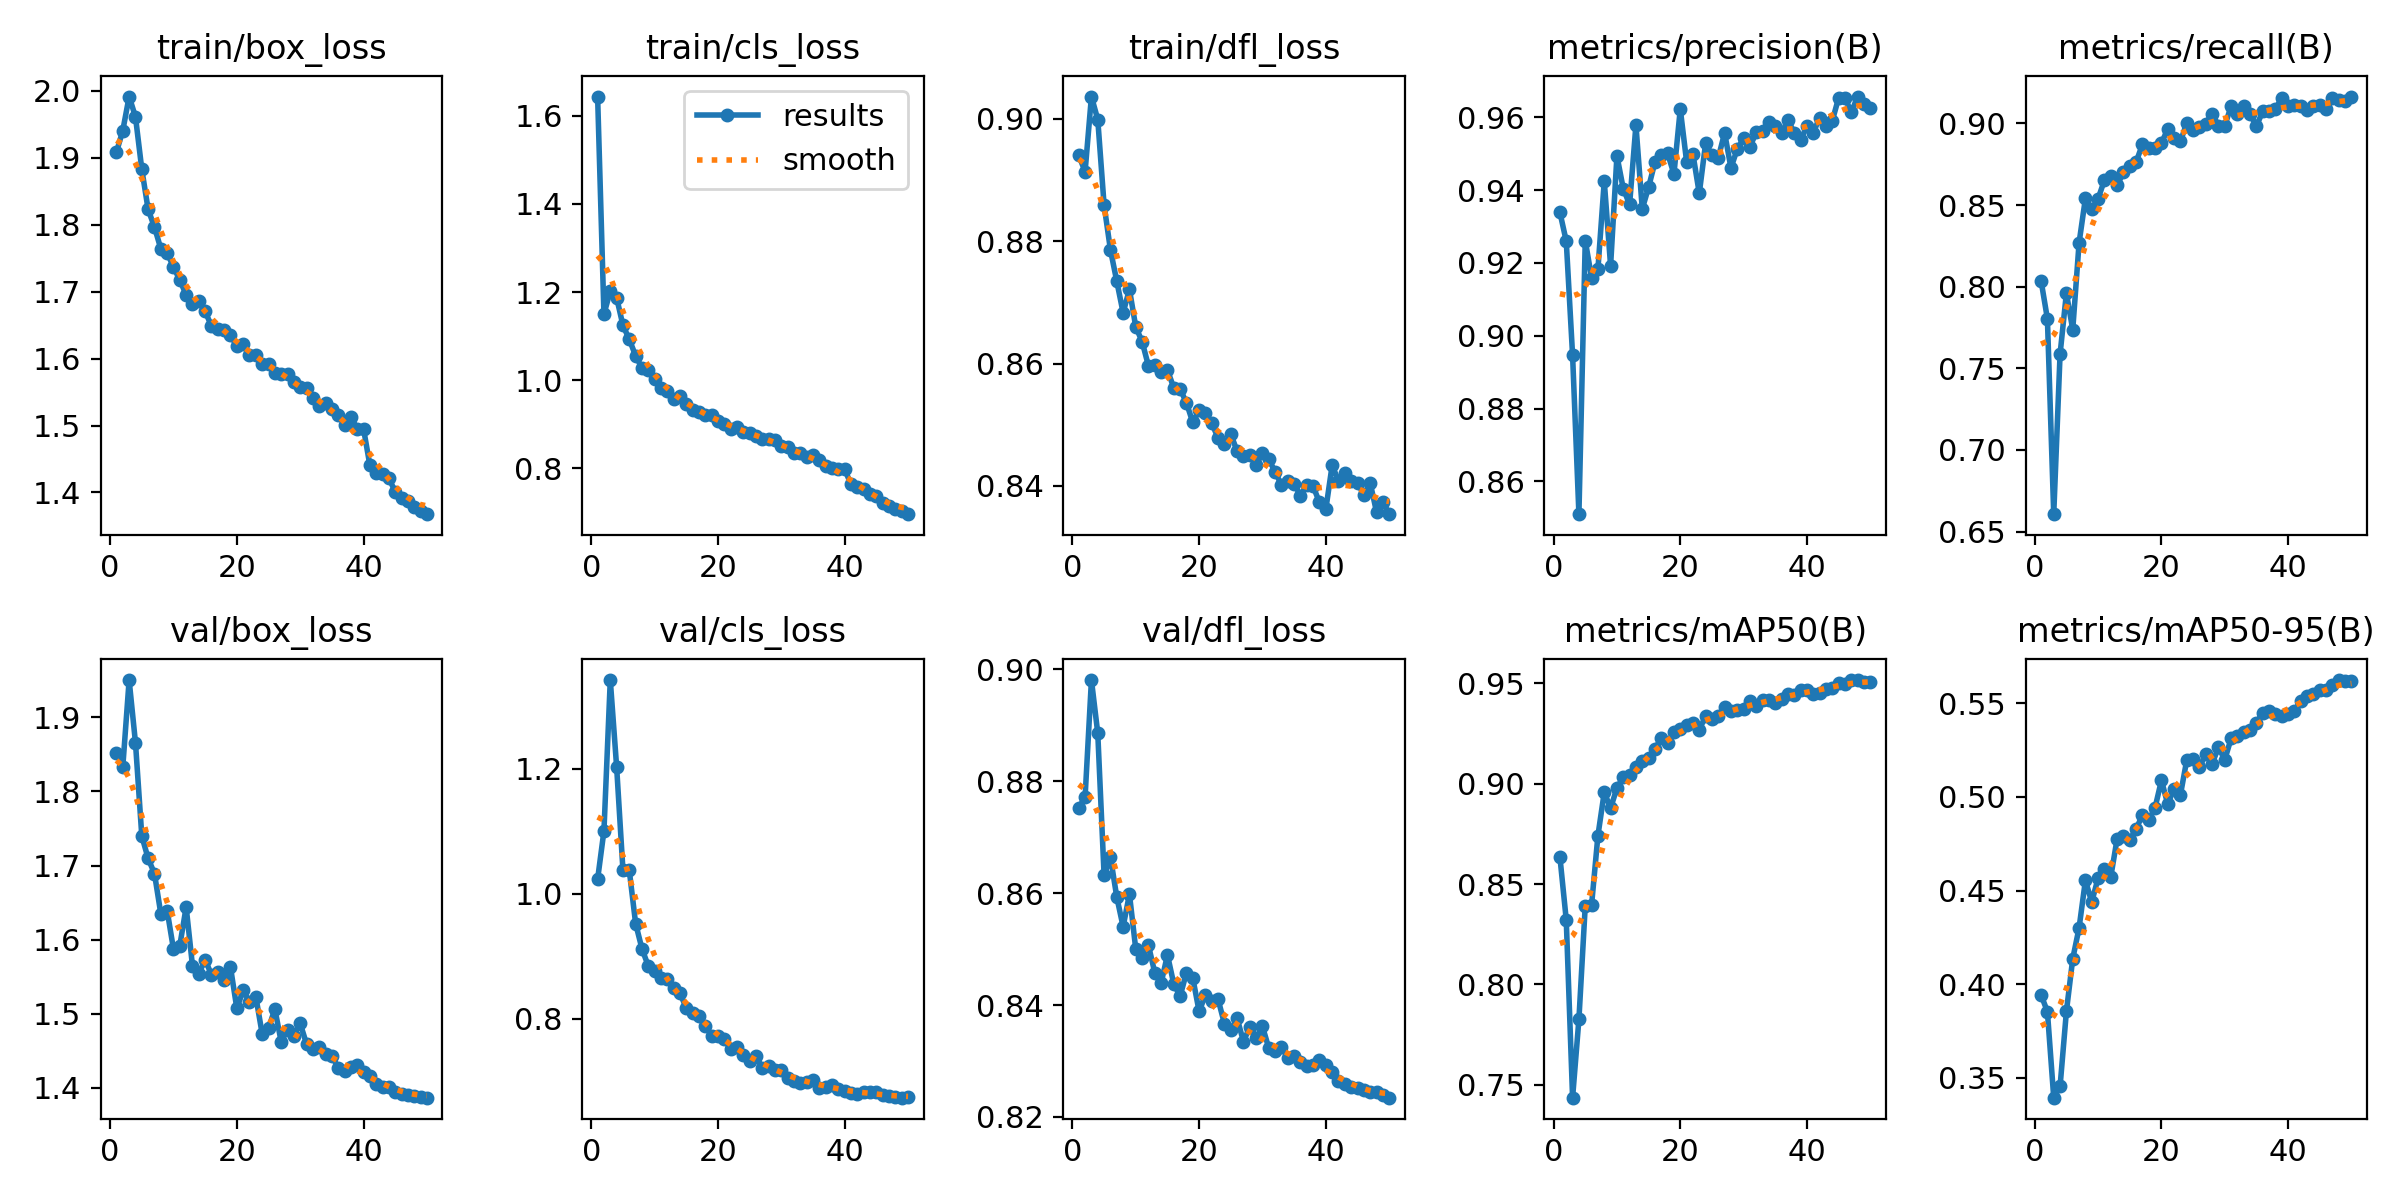 train/box_loss
2.0
1.9
1.8
1.7
1.6
1.5
1.4
0 20 40
train/cls_loss
results
smooth
1.6
1.4
1.2
1.0
0.8
0 20 40
train/dfl_loss
0.90
0.88
0.86
0.84
0 20 40
metrics/precision(B)
0.96
0.94
0.92
0.90
0.88
0.86
0 20 40
metrics/recall(B)
0.90
0.85
0.80
0.75
0.70
0.65
0 20 40
val/box_loss
1.9
1.8
1.7
1.6
1.5
1.4
0 20 40
val/cls_loss
1.2
1.0
0.8
0 20 40
val/dfl_loss
0.90
0.88
0.86
0.84
0.82
0 20 40
metrics/mAP50(B)
0.95
0.90
0.85
0.80
0.75
0 20 40
metrics/mAP50-95(B)
0.55
0.50
0.45
0.40
0.35
0 20 40